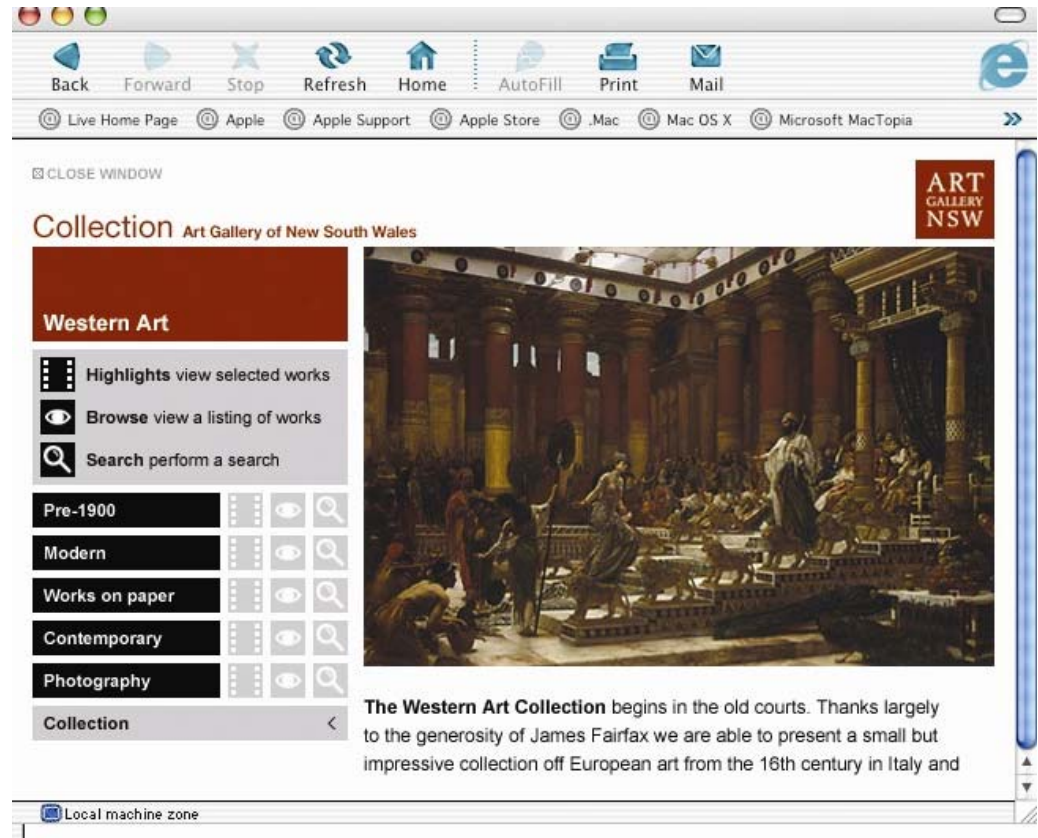 Back Forward Stop Refresh Home AutoFill Print Mail
Live Home Page Apple Apple Support Apple Store .Mac Mac OS X Microsoft MacTopia »
CLOSE WINDOW
ART
GALLERY
NSW
Collection Art Gallery of New South Wales
Western Art
Highlights view selected works
Browse view a listing of works
Search perform a search
Pre-1900
Modern
Works on paper
Contemporary
Photography
Collection <
The Western Art Collection begins in the old courts. Thanks largely
to the generosity of James Fairfax we are able to present a small but
impressive collection off European art from the 16th century in Italy and
Local machine zone